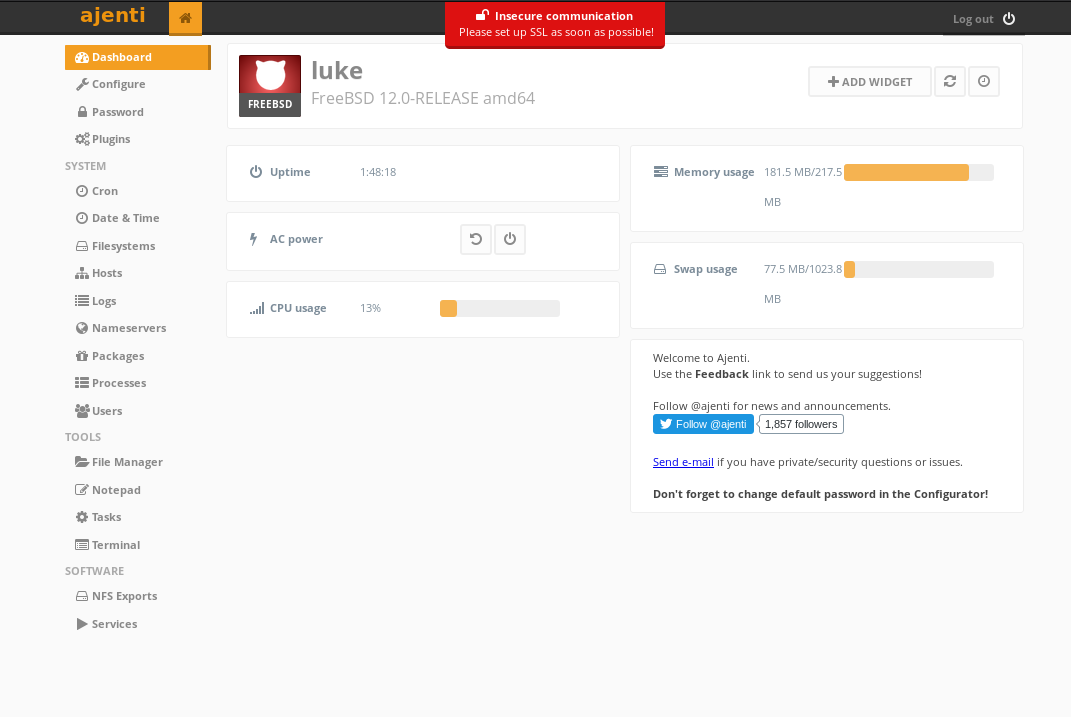 ajenti
Insecure communication
Please set up SSL as soon as possible!
Log out
Dashboard
Configure
Password
Plugins
SYSTEM
Cron
Date & Time
Filesystems
Hosts
Logs
Nameservers
Packages
Processes
Users
TOOLS
File Manager
Notepad
Tasks
Terminal
SOFTWARE
NFS Exports
Services
FREEBSD
luke
FreeBSD 12.0-RELEASE amd64
ADD WIDGET
Uptime 1:48:18
AC power
CPU usage 13%
Memory usage 181.5 MB/217.5
MB
Swap usage 77.5 MB/1023.8
MB
Welcome to Ajenti.
Use the Feedback link to send us your suggestions!
Follow @ajenti for news and announcements.
Follow @ajenti 1,857 followers
Send e-mail if you have private/security questions or issues.
Don't forget to change default password in the Configurator!